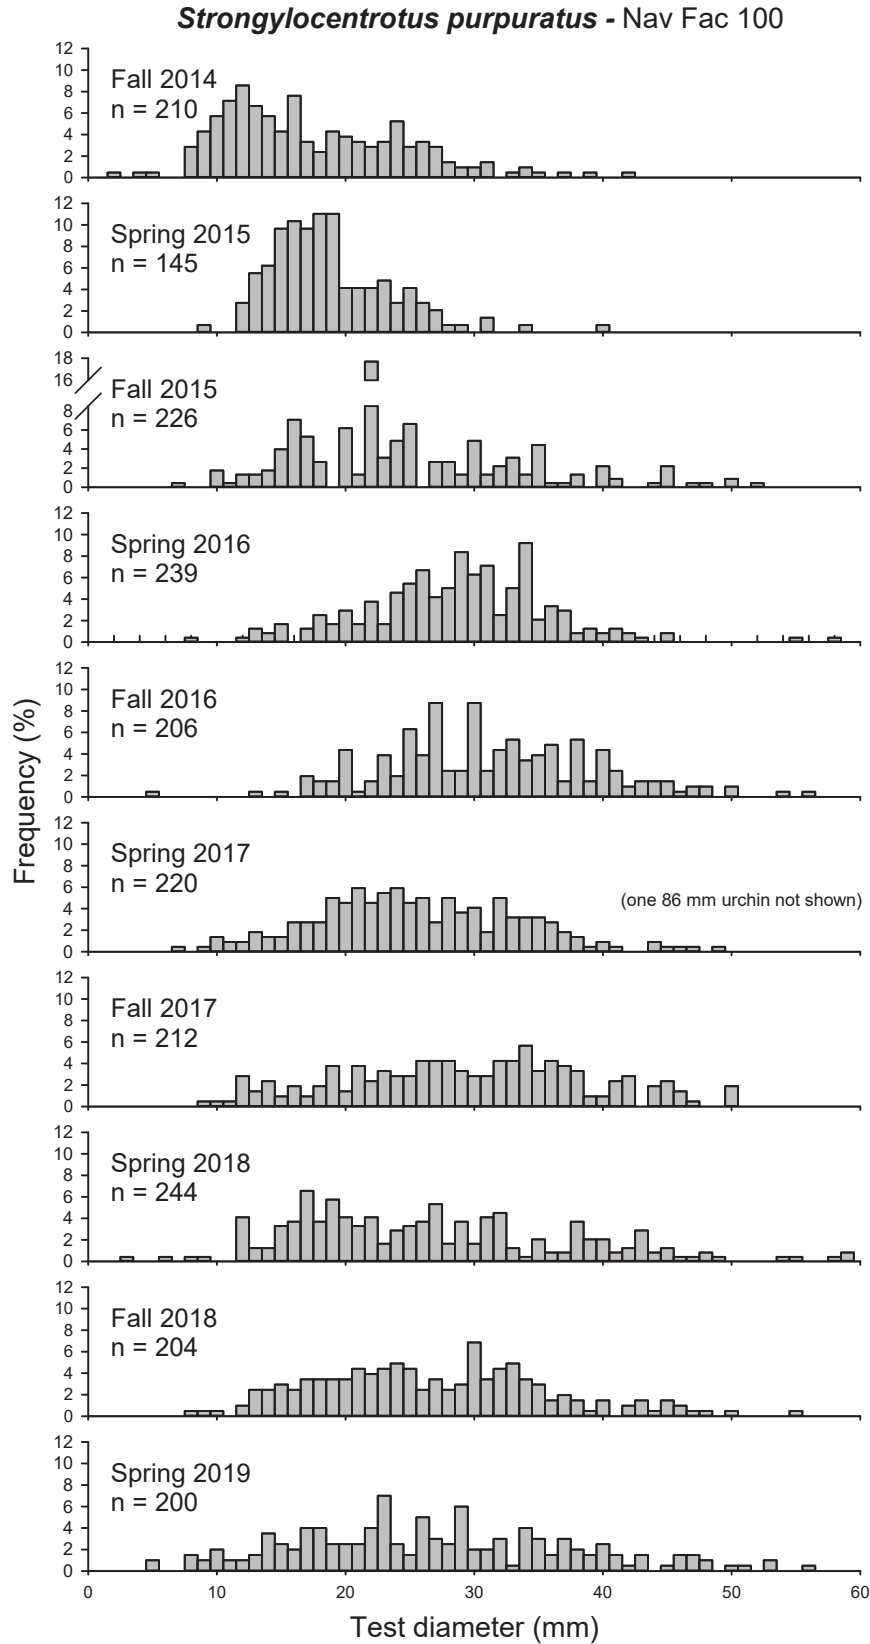 Strongylocentrotus purpuratus - Nav Fac 100
Frequency (%)
12
10
8
6
4
2
0
Fall 2014
n = 210
12
10
8
6
4
2
0
Spring 2015
n = 145
18
16
8
6
4
2
0
Fall 2015
n = 226
12
10
8
6
4
2
0
Spring 2016
n = 239
12
10
8
6
4
2
0
Fall 2016
n = 206
12
10
8
6
4
2
0
Spring 2017
n = 220
(one 86 mm urchin not shown)
12
10
8
6
4
2
0
Fall 2017
n = 212
12
10
8
6
4
2
0
Spring 2018
n = 244
12
10
8
6
4
2
0
Fall 2018
n = 204
12
10
8
6
4
2
0
Spring 2019
n = 200
0 10 20 30 40 50 60
Test diameter (mm)